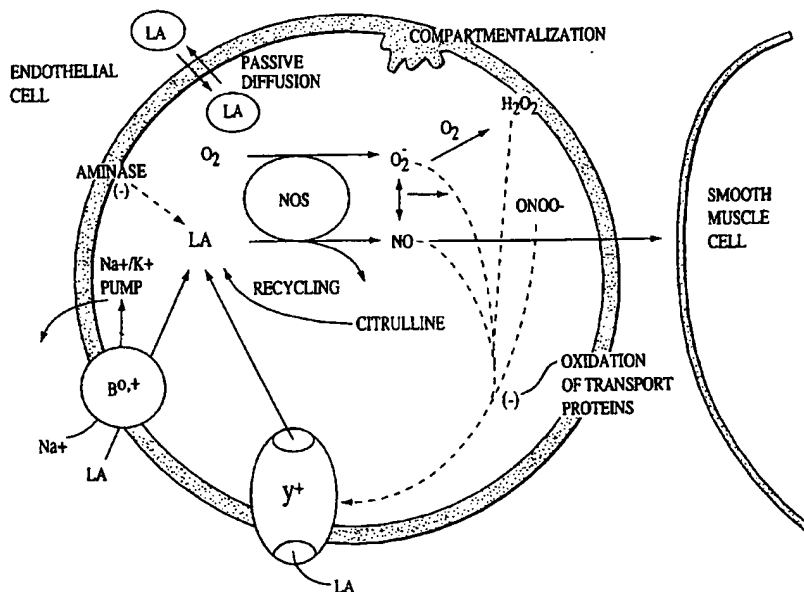 LA
COMPARTMENTALIZATION
ENDOTHELIAL
CELL
PASSIVE
DIFFUSION
LA
H2O2
O2
O2
O2-
AMINASE
(-)
NOS
ONOO-
SMOOTH
MUSCLE
CELL
LA
NO
Na+/K+
PUMP
RECYCLING
CITRULLINE
B0,+
OXIDATION
OF TRANSPORT
PROTEINS
(-)
Na+
LA
y+
LA